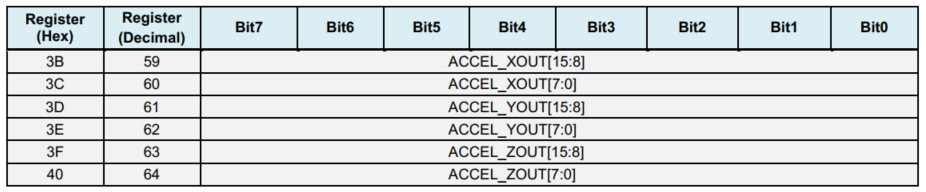 Register (Hex) Register (Decimal) Bit7 Bit6 Bit5 Bit4 Bit3 Bit2 Bit1 Bit0
3B 59 ACCEL_XOUT[15:8]
3C 60 ACCEL_XOUT[7:0]
3D 61 ACCEL_YOUT[15:8]
3E 62 ACCEL_YOUT[7:0]
3F 63 ACCEL_ZOUT[15:8]
40 64 ACCEL_ZOUT[7:0]